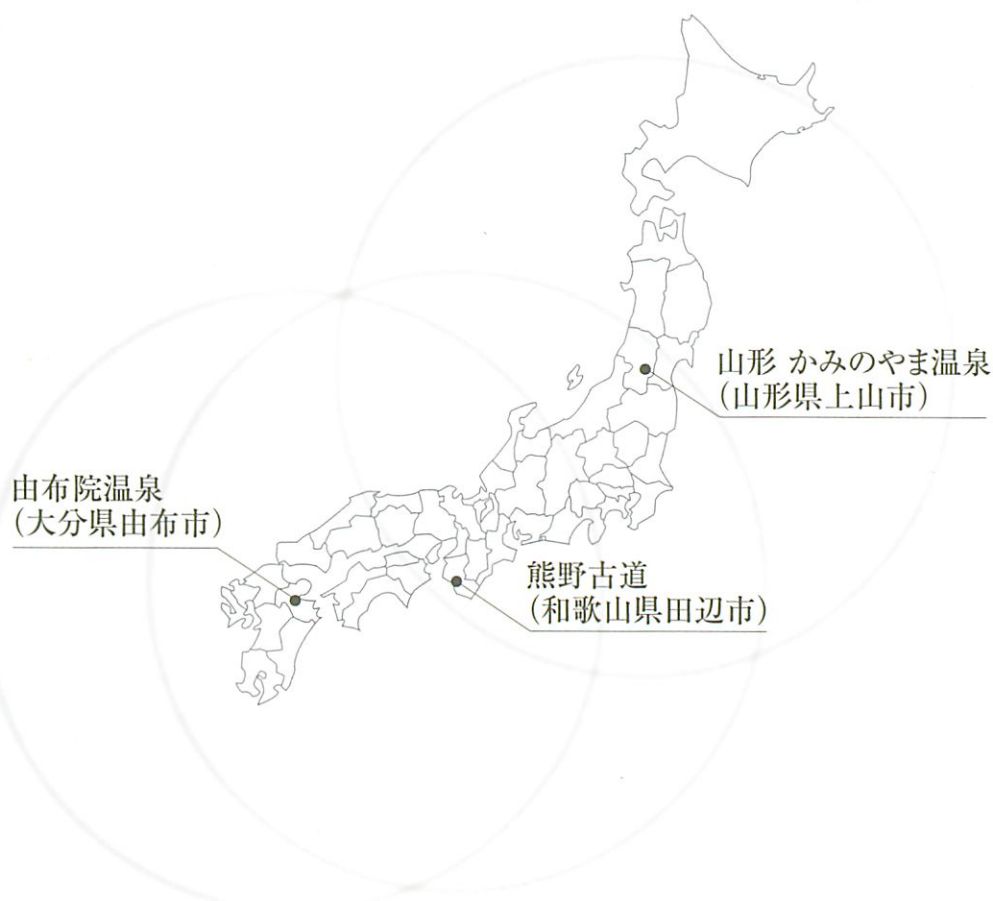 山形 かみのやま温泉
（山形県上山市）
由布院温泉
（大分県由布市）
熊野古道
（和歌山県田辺市）